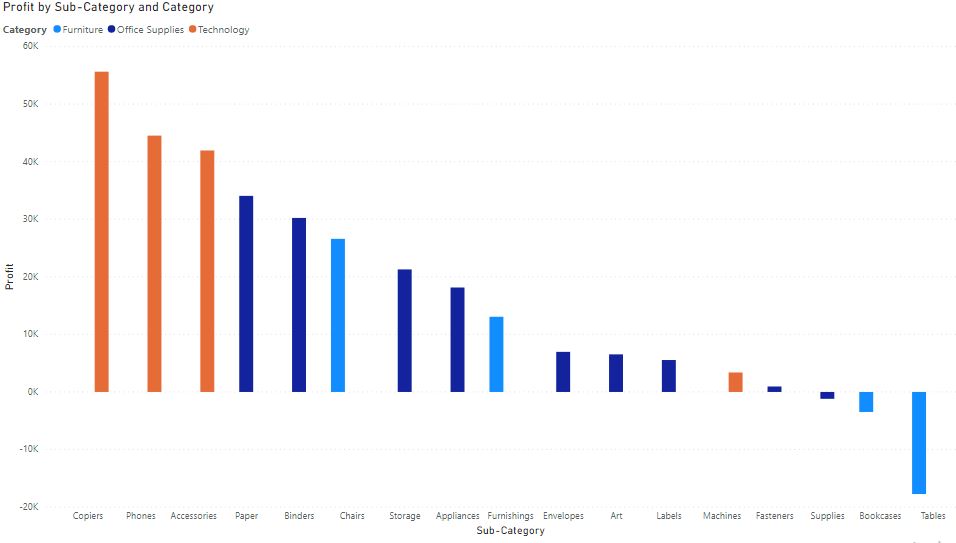 Profit by Sub-Category and Category
Category Furniture Office Supplies Technology
60K
50K
40K
30K
20K
10K
0K
-10K
-20K
Profit
Copiers Phones Accessories Paper Binders Chairs Storage Appliances Furnishings Envelopes Art Labels Machines Fasteners Supplies Bookcases Tables
Sub-Category